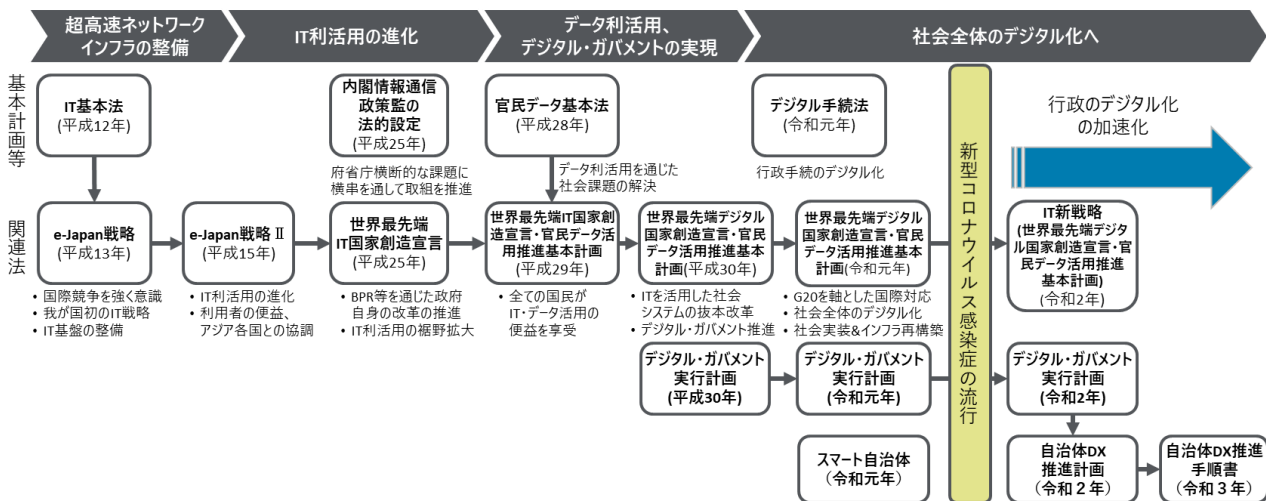 超高速ネットワーク
インフラの整備
IT利活用の進化
データ利活用、
デジタル・ガバメントの実現
社会全体のデジタル化へ
基本計画等
IT基本法
(平成12年)
内閣情報通信
政策監の
法的設定
(平成25年)
府省庁横断的な課題に
横串を通して取組を推進
官民データ基本法
(平成28年)
データ利活用を通じた
社会課題の解決
デジタル手続法
(令和元年)
行政手続のデジタル化
新型コロナウイルス感染症の流行
行政のデジタル化
の加速化
関連法
e-Japan戦略
(平成13年)
• 国際競争を強く意識
• 我が国初のIT戦略
• IT基盤の整備
e-Japan戦略Ⅱ
(平成15年)
• IT利活用の進化
• 利用者の便益、
アジア各国との協調
世界最先端
IT国家創造宣言
(平成25年)
• BPR等を通じた政府
自身の改革の推進
• IT利活用の裾野拡大
世界最先端IT国家創
造宣言・官民データ活
用推進基本計画
(平成29年)
• 全ての国民が
IT・データ活用の
便益を享受
世界最先端デジタル
国家創造宣言・官民
データ活用推進基本
計画(平成30年)
• ITを活用した社会
システムの抜本改革
• デジタル・ガバメント推進
世界最先端デジタル
国家創造宣言・官民
データ活用推進基本
計画(令和元年)
• G20を軸とした国際対応
• 社会全体のデジタル化
• 社会実装&インフラ再構築
IT新戦略
(世界最先端デジタ
ル国家創造宣言・官
民データ活用推進
基本計画)
(令和2年)
デジタル・ガバメント
実行計画
(平成30年)
デジタル・ガバメント
実行計画
(令和元年)
デジタル・ガバメント
実行計画
(令和2年)
スマート自治体
(令和元年)
自治体DX
推進計画
(令和２年)
自治体DX推進
手順書
(令和３年)